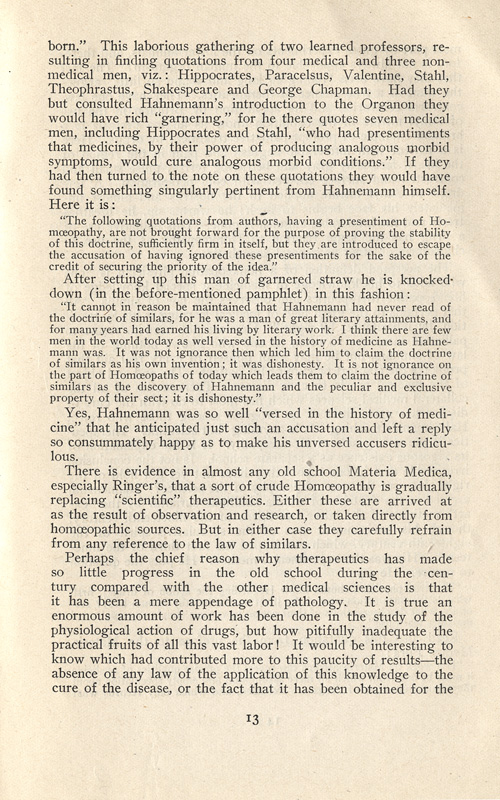 born." This laborious gathering of two learned professors, re-
sulting in finding quotations from four medical and three non-
medical men, viz.: Hippocrates, Paracelsus, Valentine, Stahl,
Theophrastus, Shakespeare and George Chapman. Had they
but consulted Hahnemann's introduction to the Organon they
would have rich "garnering," for he there quotes seven medical
men, including Hippocrates and Stahl, "who had presentiments
that medicines, by their power of producing analogous morbid
symptoms, would cure analogous morbid conditions." If they
had then turned to the note on these quotations they would have
found something singularly pertinent from Hahnemann himself.
Here it is:
"The following quotations from authors, having a presentiment of Ho-
mœopathy, are not brought forward for the purpose of proving the stability
of this doctrine, sufficiently firm in itself, but they are introduced to escape
the accusation of having ignored these presentiments for the sake of the
credit of securing the priority of the idea."
After setting up this man of garnered straw he is knocked-
down (in the before-mentioned pamphlet) in this fashion:
"It cannot in reason be maintained that Hahnemann had never read of
the doctrine of similars, for he was a man of great literary attainments, and
for many years had earned his living by literary work. I think there are few
men in the world today as well versed in the history of medicine as Hahne-
mann was. It was not ignorance then which led him to claim the doctrine
of similars as his own invention; it was dishonesty. It is not ignorance on
the part of Homœopaths of today which leads them to claim the doctrine of
similars as the discovery of Hahnemann and the peculiar and exclusive
property of their sect; it is dishonesty."
Yes, Hahnemann was so well "versed in the history of medi-
cine" that he anticipated just such an accusation and left a reply
so consummately happy as to make his unversed accusers ridicu-
lous.
There is evidence in almost any old school Materia Medica,
especially Ringer's, that a sort of crude Homœopathy is gradually
replacing "scientific" therapeutics. Either these are arrived at
as the result of observation and research, or taken directly from
homœopathic sources. But in either case they carefully refrain
from any reference to the law of similars.
Perhaps the chief reason why therapeutics has made
so little progress in the old school during the cen-
tury compared with the other medical sciences is that
it has been a mere appendage of pathology. It is true an
enormous amount of work has been done in the study of the
physiological action of drugs, but how pitifully inadequate the
practical fruits of all this vast labor! It would be interesting to
know which had contributed more to this paucity of results—the
absence of any law of the application of this knowledge to the
cure of the disease, or the fact that it has been obtained for the
13